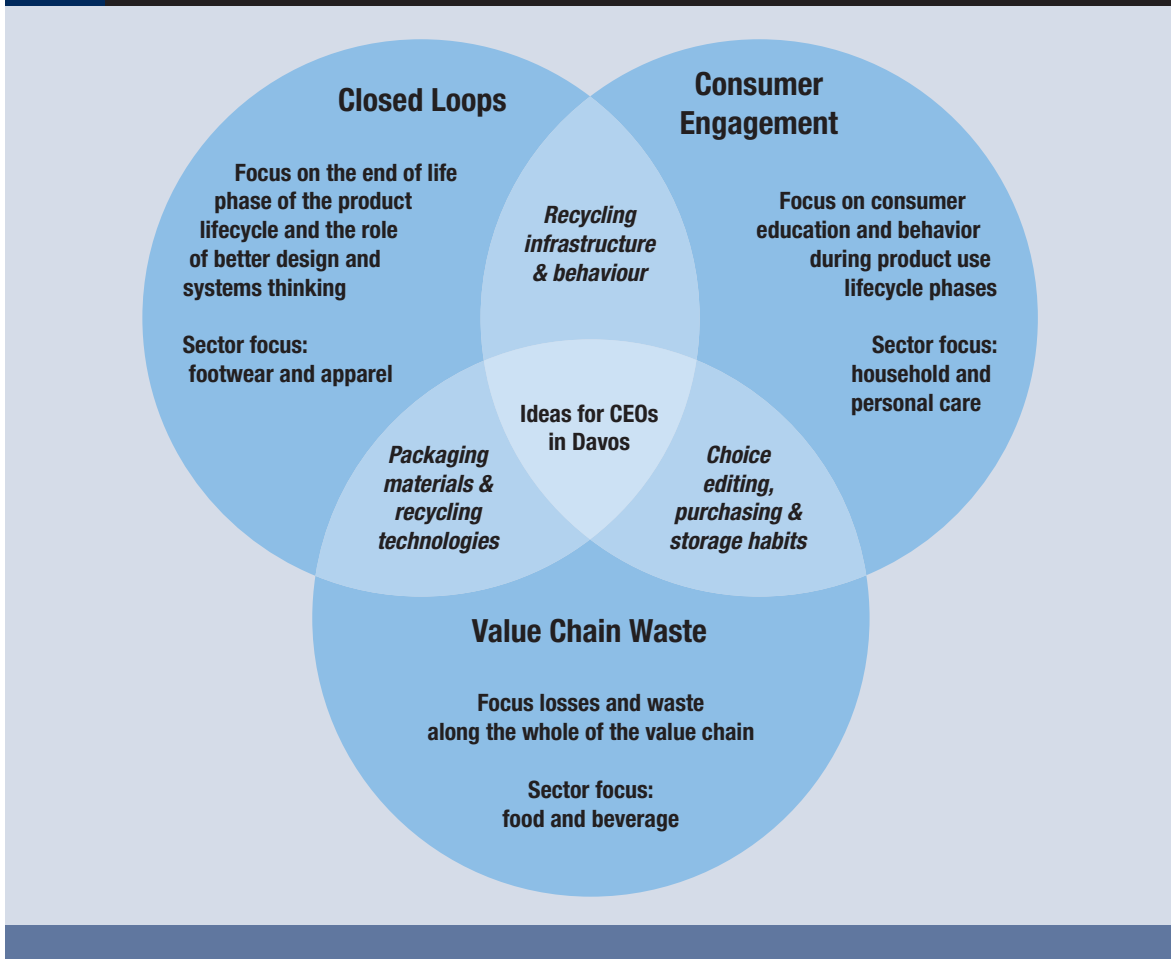 Closed Loops
Focus on the end of life
phase of the product
lifecycle and the role
of better design and
systems thinking
Sector focus:
footwear and apparel
Consumer
Engagement
Focus on consumer
education and behavior
during product use
lifecycle phases
Sector focus:
household and
personal care
Recycling
infrastructure
& behaviour
Ideas for CEOs
in Davos
Packaging
materials &
recycling
technologies
Choice
editing,
purchasing &
storage habits
Value Chain Waste
Focus losses and waste
along the whole of the value chain
Sector focus:
food and beverage